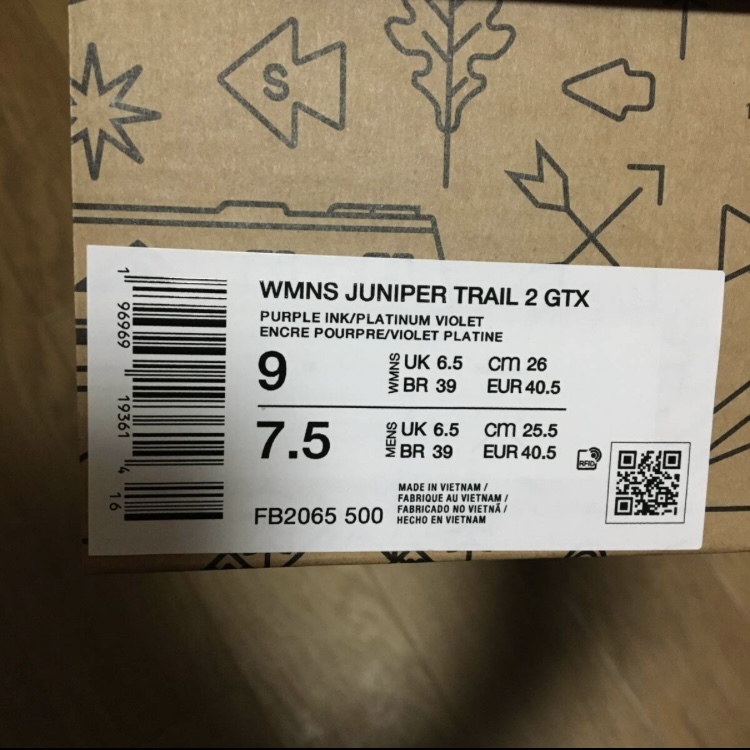 S
WMNS JUNIPER TRAIL 2 GTX
PURPLE INK/PLATINUM VIOLET
ENCRE POURPRE/VIOLET PLATINE
9
WMNS
UK 6.5 cm 26
BR 39 EUR 40.5
7.5
MENS
UK 6.5 cm 25.5
BR 39 EUR 40.5
RFID
FB2065 500
MADE IN VIETNAM /
FABRIQUE AU VIETNAM /
FABRICADO NO VIETNÃ /
HECHO EN VIETNAM
1 96969 19361 4 16